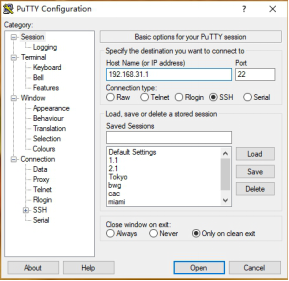 PuTTY Configuration
?
×
Category:
Session
Logging
Terminal
Keyboard
Bell
Features
Window
Appearance
Behaviour
Translation
Selection
Colours
Connection
Data
Proxy
Telnet
Rlogin
SSH
Serial
Basic options for your PuTTY session
Specify the destination you want to connect to
Host Name (or IP address) Port
192.168.31.1 22
Connection type:
Raw Telnet Rlogin SSH Serial
Load, save or delete a stored session
Saved Sessions
Default Settings
1.1
2.1
Tokyo
bwg
cac
miami
Load
Save
Delete
Close window on exit:
Always Never Only on clean exit
About Help Open Cancel